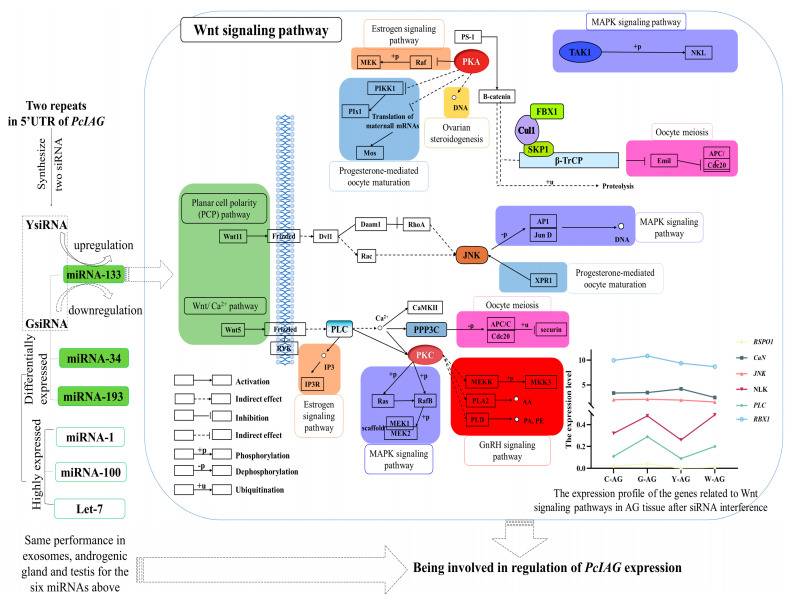 Wnt signaling pathway
Estrogen signaling
pathway
MEK
+p
Raf
PKA
PS-1
MAPK signaling pathway
TAK1
+p
NKL
PIKK1
Plx1
Translation of
maternall mRNAs
Mos
Progesterone-mediated
oocyte maturation
DNA
Ovarian
steroidogenesis
B-catenin
FBX1
Cul1
SKP1
β-TrCP
Oocyte meiosis
Emil
APC/
C
Cdc20
+u
Proteolysis
Two repeats
in 5’UTR of PcIAG
Synthesize
two siRNA
YsiRNA
upregulation
miRNA-133
downregulation
GsiRNA
Differentially
expressed
miRNA-34
miRNA-193
Highly expressed
miRNA-1
miRNA-100
Let-7
Same performance in
exosomes, androgenic
gland and testis for the
six miRNAs above
Planar cell polarity
(PCP) pathway
Wnt11
Frizzled
Dvl1
Daam1
RhoA
Rac
JNK
-p
AP1
Jun D
DNA
MAPK signaling
pathway
XPR1
Progesterone-mediated
oocyte maturation
Wnt/ Ca²⁺ pathway
Wnt5
Frizzled
RYK
PLC
Ca²⁺
CaMKII
PPP3C
-p
Oocyte meiosis
APC/C
Cdc20
+u
securin
IP3
IP3R
Estrogen
signaling
pathway
PKC
+p
+p
Ras
RafB
+p
scaffold
MEK1
MEK2
MAPK signaling
pathway
MEKK
+p
MKK3
PLA2
AA
PLD
PA, PE
GnRH signaling
pathway
Activation
Indirect effect
Inhibition
Indirect effect
+p
Phosphorylation
-p
Dephosphorylation
+u
Ubiquitination
The expression level
15
10
5
0.4
0.2
0.0
C-AG
G-AG
Y-AG
W-AG
RSPO1
CaN
JNK
NLK
PLC
RBX1
The expression profile of the genes related to Wnt
signaling pathways in AG tissue after siRNA interference
Being involved in regulation of PcIAG expression